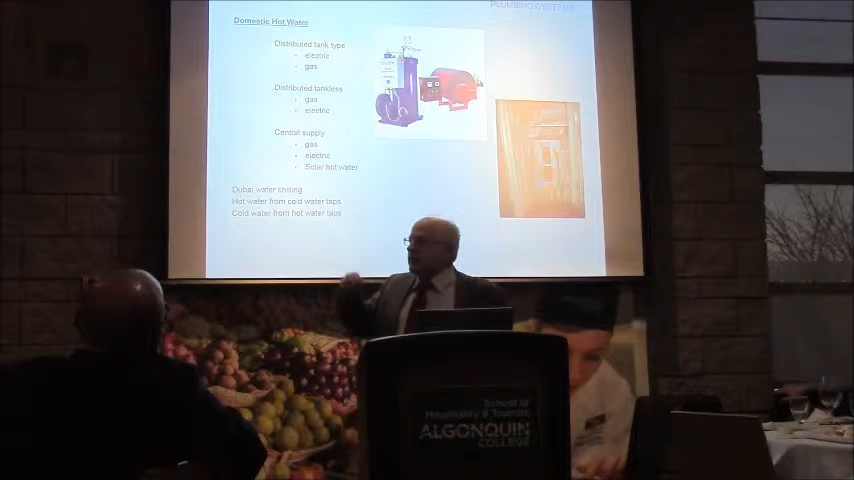 PLUMBING SYSTEMS
Domestic Hot Water
Distributed tank type
- electric
- gas
Distributed tankless
- gas
- electric
Central supply
- gas
- electric
- Solar hot water
Dubai water chilling
Hot water from cold water taps
Cold water from hot water taps
School of
Hospitality & Tourism
ALGONQUIN
COLLEGE